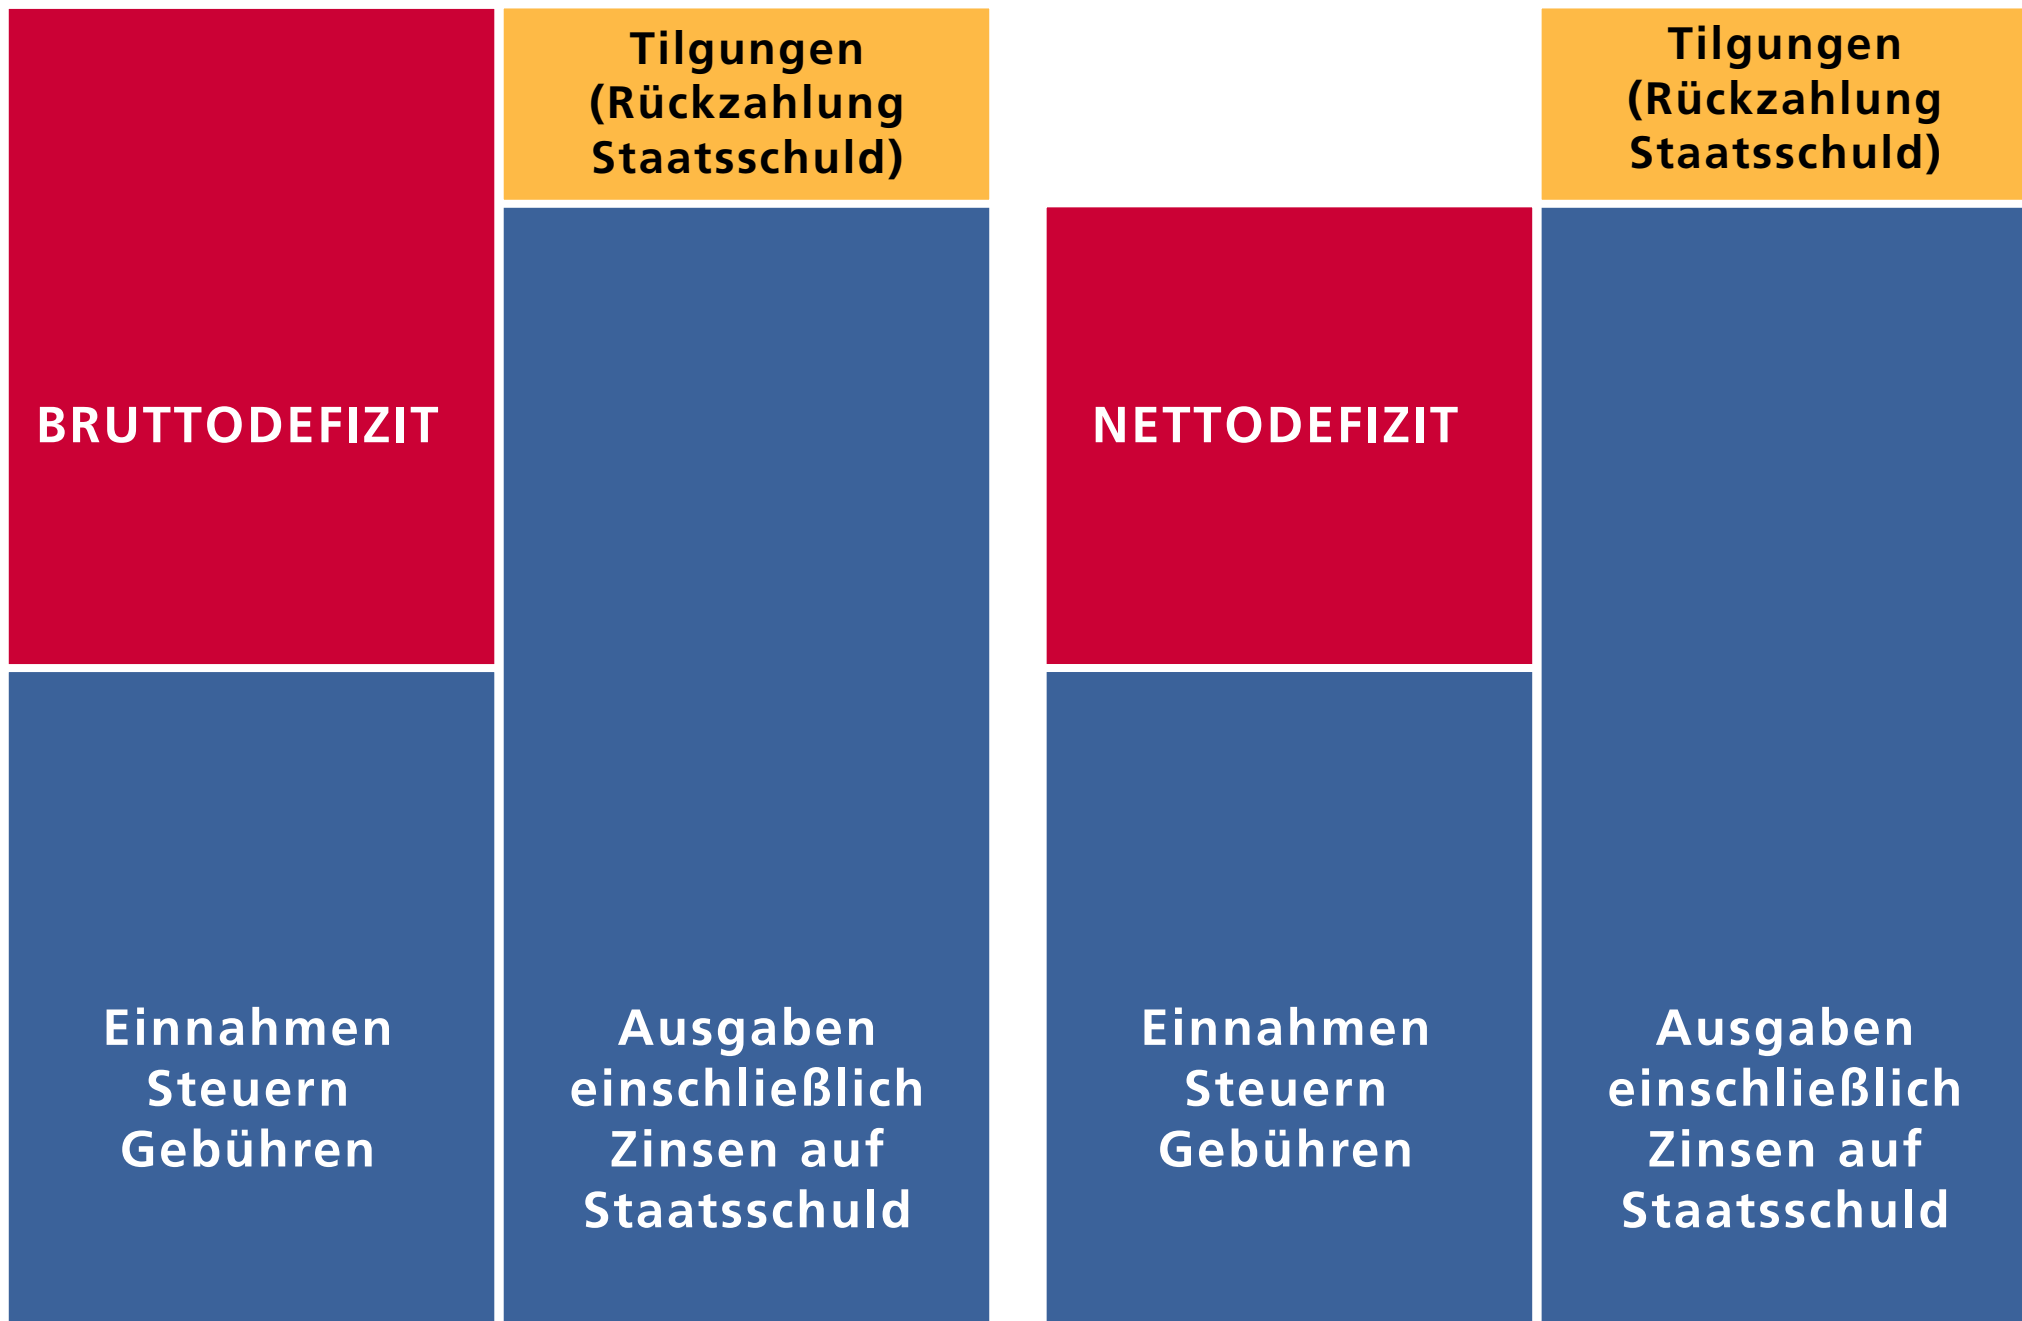 Tilgungen
(Rückzahlung
Staatsschuld)
BRUTTODEFIZIT
Einnahmen
Steuern
Gebühren
Ausgaben
einschließlich
Zinsen auf
Staatsschuld
Tilgungen
(Rückzahlung
Staatsschuld)
NETTODEFIZIT
Einnahmen
Steuern
Gebühren
Ausgaben
einschließlich
Zinsen auf
Staatsschuld